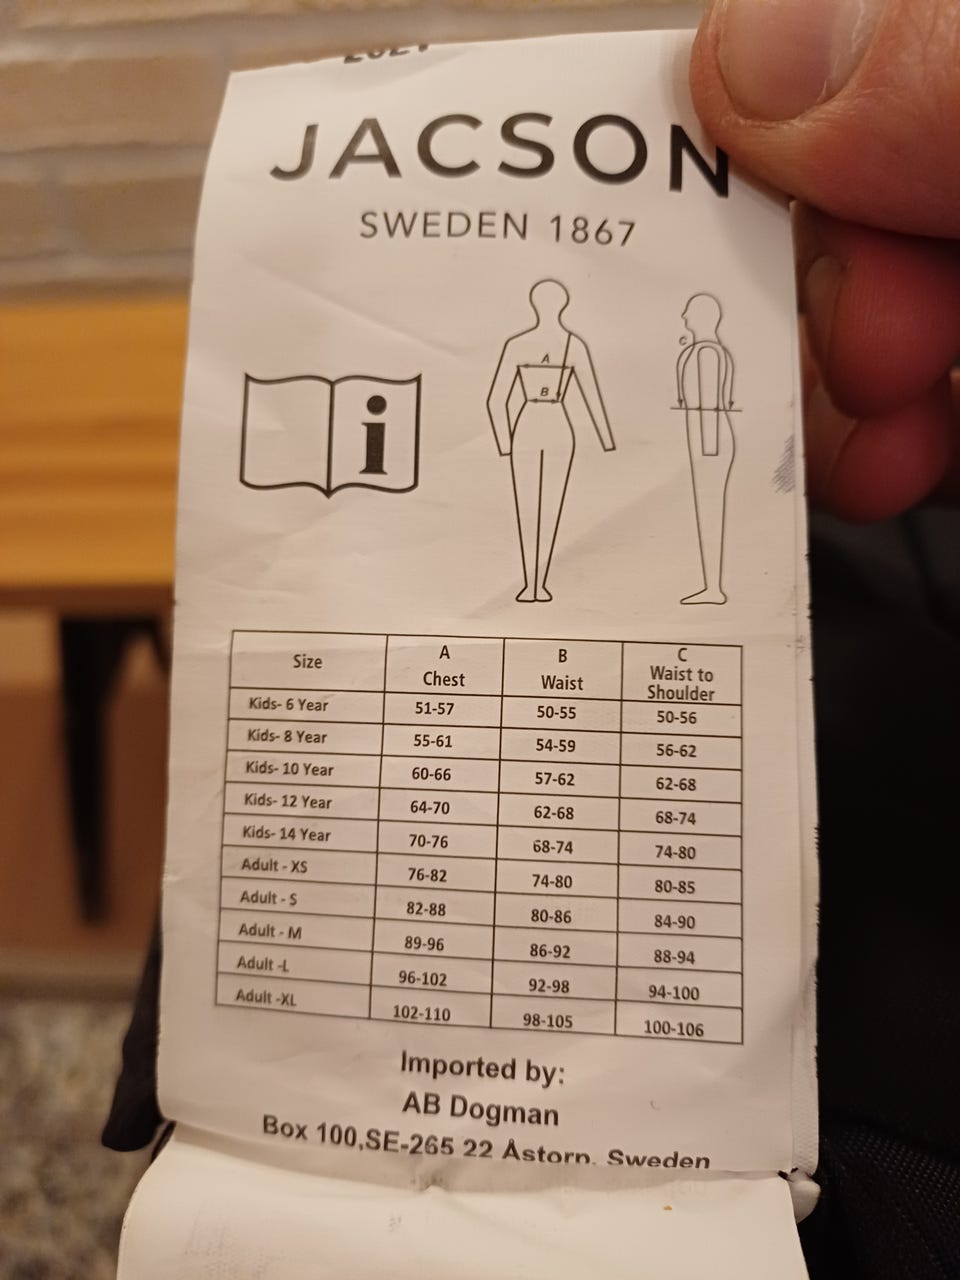 JACSON
SWEDEN 1867
i
A
B
C
Size A Chest B Waist C Waist to Shoulder
Kids- 6 Year 51-57 50-55 50-56
Kids- 8 Year 55-61 54-59 56-62
Kids- 10 Year 60-66 57-62 62-68
Kids- 12 Year 64-70 62-68 68-74
Kids- 14 Year 70-76 68-74 74-80
Adult - XS 76-82 74-80 80-85
Adult - S 82-88 80-86 84-90
Adult - M 89-96 86-92 88-94
Adult -L 96-102 92-98 94-100
Adult -XL 102-110 98-105 100-106
Imported by:
AB Dogman
Box 100,SE-265 22 Åstorp, Sweden